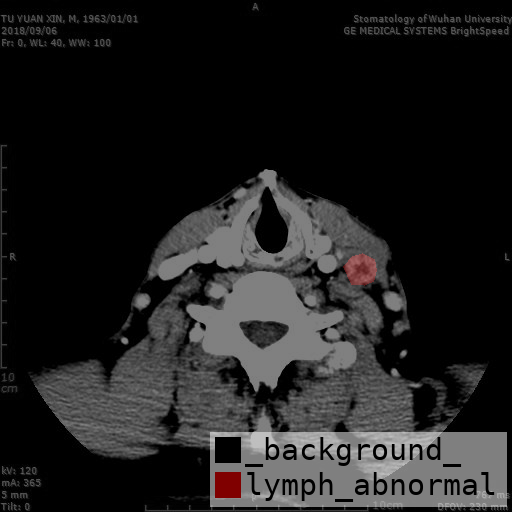 A
TU YUAN XIN, M, 1963/01/01
2018/09/06
Fr: 0, WL: 40, WW: 100
Stomatology of Wuhan University
GE MEDICAL SYSTEMS BrightSpeed
R
L
10
cm
_background_
lymph_abnormal
kV: 120
mA: 365
5 mm
Tilt: 0
10cm
DFOV: 230 mm